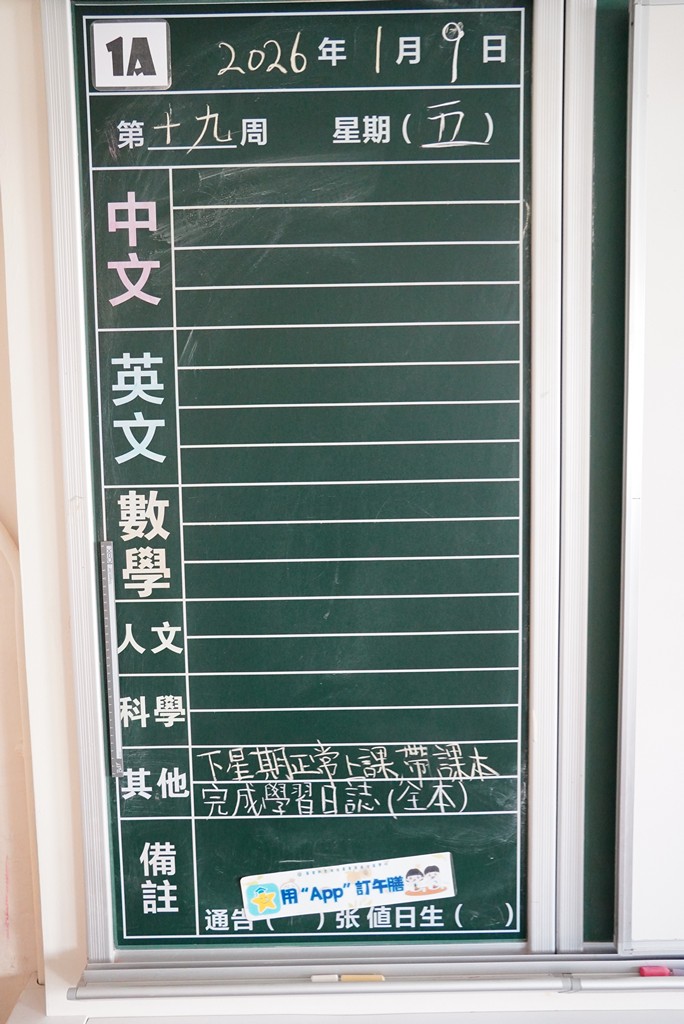 1A
2026年1月9日
第十九周 星期(五)
中文
英文
數學
人文
科學
其他
下星期正常上課,帶課本
完成學習日誌(全本)
備註
用“App”訂午膳
通告( )张 值日生( )